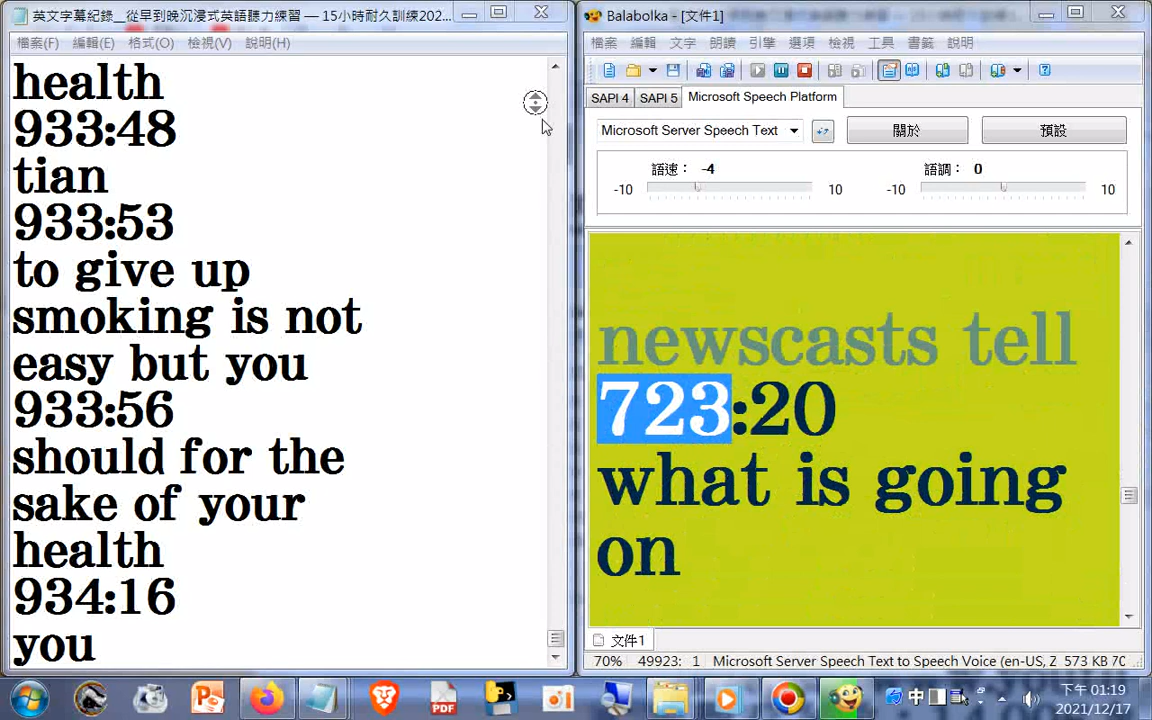 英文字幕紀錄__從早到晚沉浸式英語聽力練習 — 15小時耐久訓練202...
檔案(F) 編輯(E) 格式(O) 檢視(V) 說明(H)
health
933:48
tian
933:53
to give up
smoking is not
easy but you
933:56
should for the
sake of your
health
934:16
you
Balabolka - [文件1]
檔案 編輯 文字 朗讀 引擎 選項 檢視 工具 書籤 說明
SAPI 4 SAPI 5 Microsoft Speech Platform
Microsoft Server Speech Text 關於 預設
語速： -4 語調： 0
-10 10 -10 10
newscasts tell
723:20
what is going
on
文件1
70% 49923: 1 Microsoft Server Speech Text to Speech Voice (en-US, Z 573 KB 70
PDF
中
下午 01:19
2021/12/17